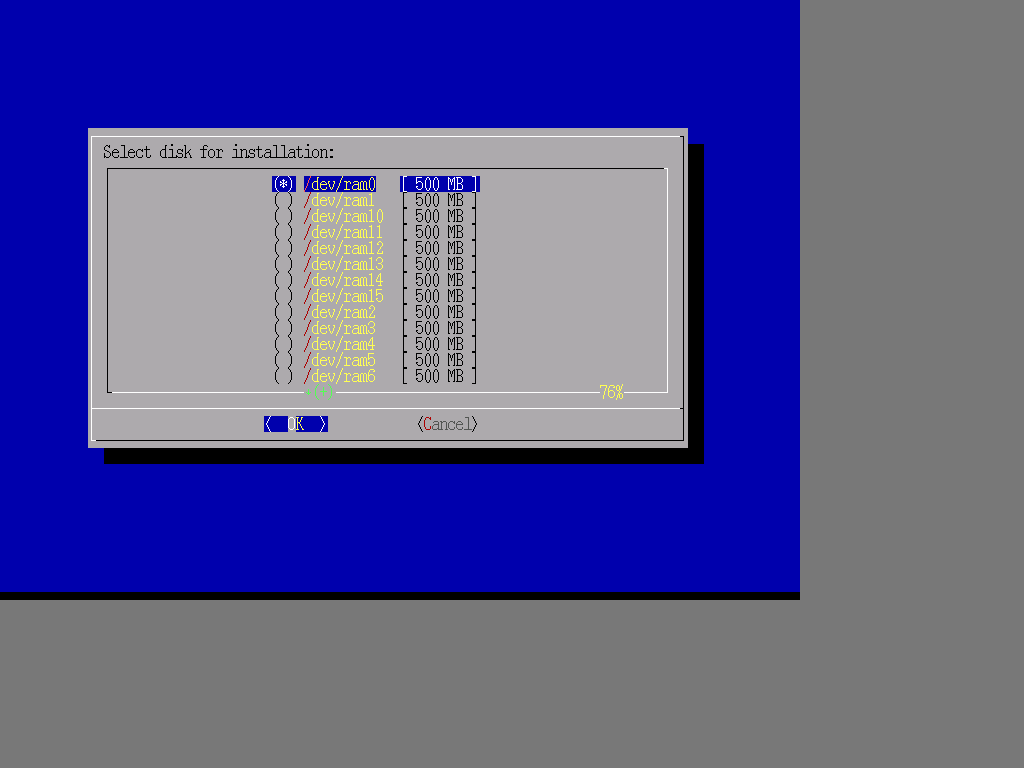 Select disk for installation:
(*) /dev/ram0 [ 500 MB ]
( ) /dev/ram1 [ 500 MB ]
( ) /dev/ram10 [ 500 MB ]
( ) /dev/ram11 [ 500 MB ]
( ) /dev/ram12 [ 500 MB ]
( ) /dev/ram13 [ 500 MB ]
( ) /dev/ram14 [ 500 MB ]
( ) /dev/ram15 [ 500 MB ]
( ) /dev/ram2 [ 500 MB ]
( ) /dev/ram3 [ 500 MB ]
( ) /dev/ram4 [ 500 MB ]
( ) /dev/ram5 [ 500 MB ]
( ) /dev/ram6 [ 500 MB ]
(+) 76%
< OK > <Cancel>